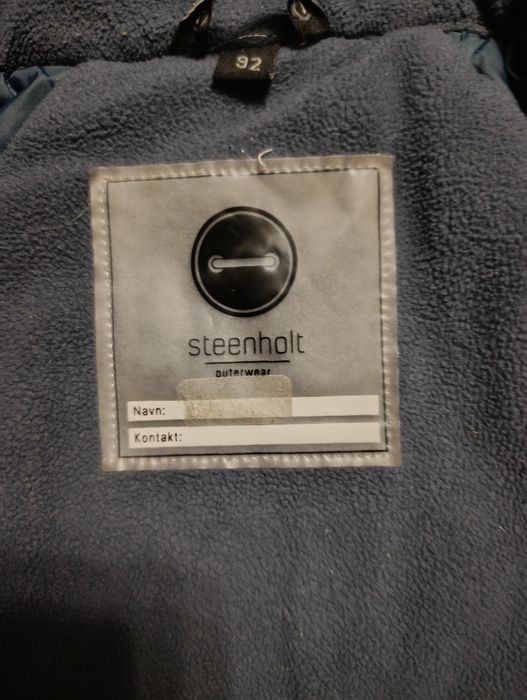 92
steenholt
outerwear
Navn:
Kontakt: